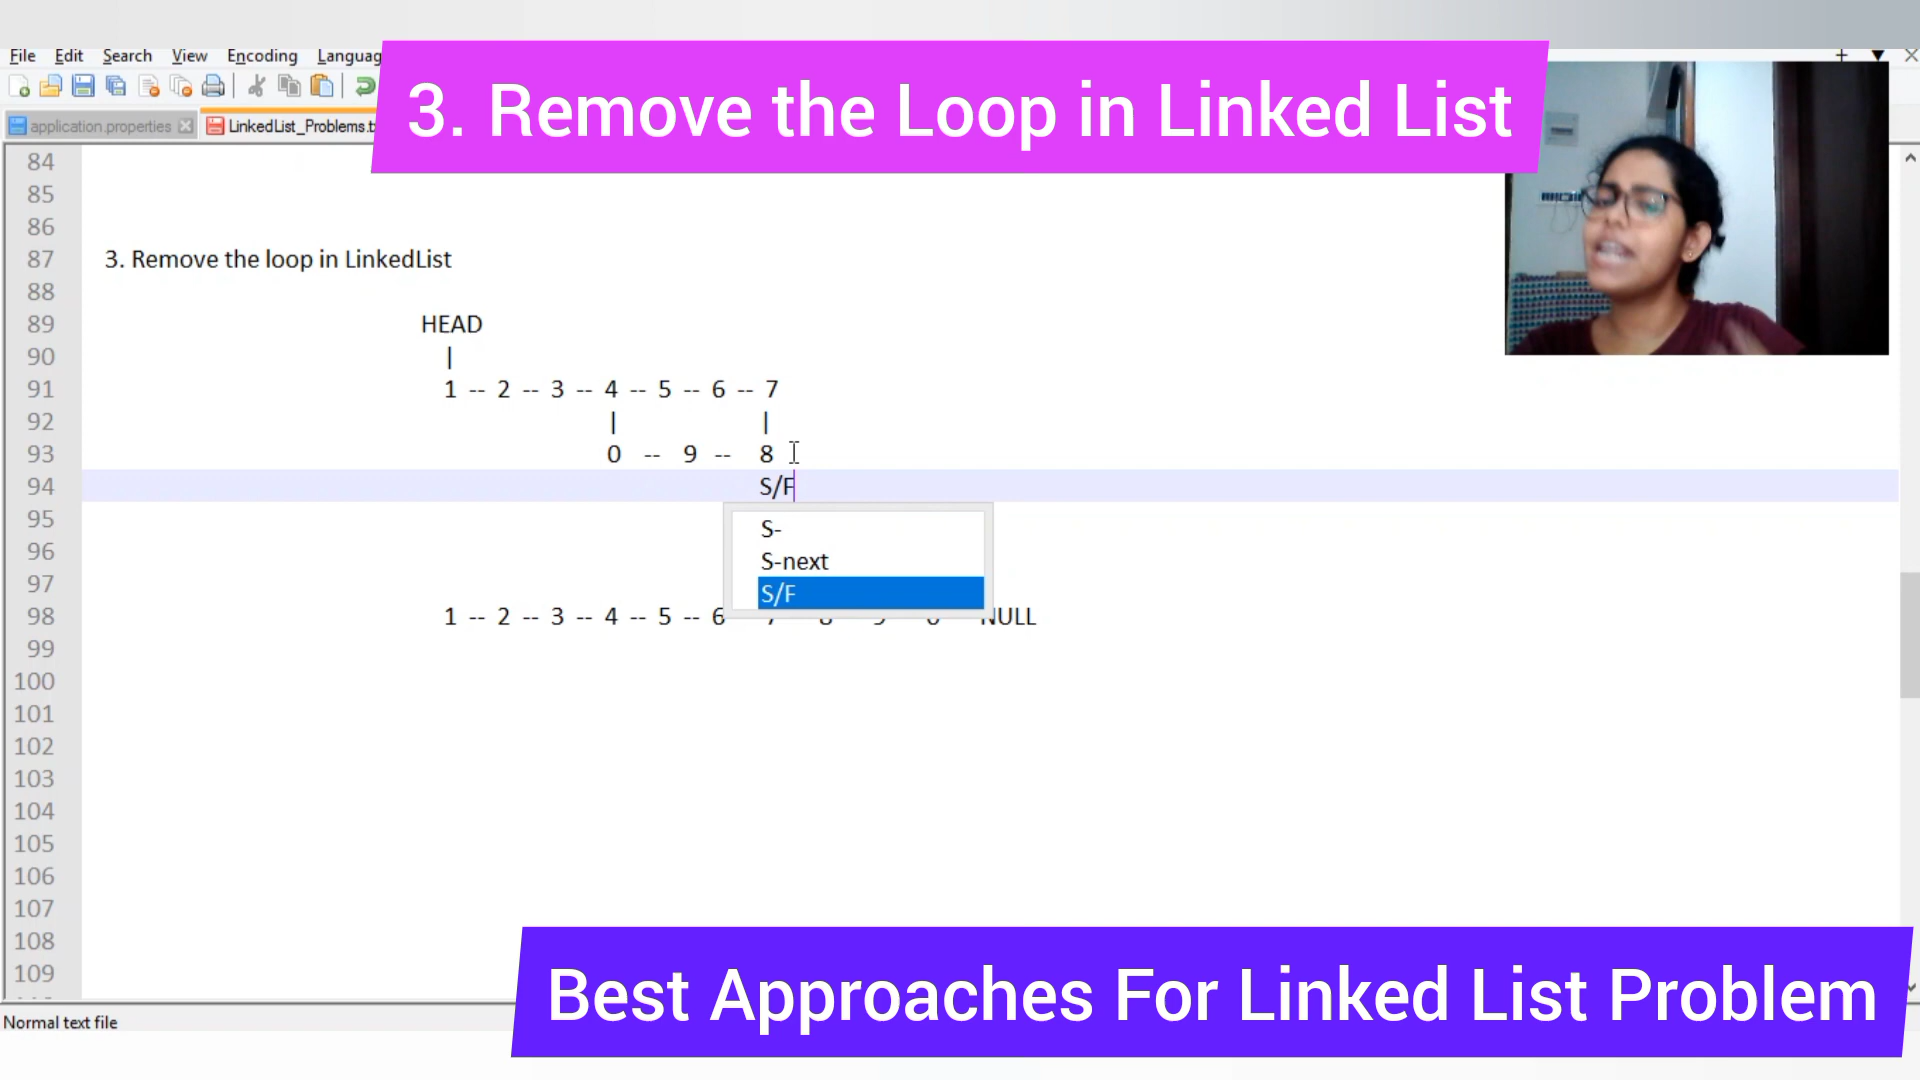 File Edit Search View Encoding Languag
3. Remove the Loop in Linked List
application.properties LinkedList_Problems.t
84
85
86
87 3. Remove the loop in LinkedList
88
89 HEAD
90 |
91 1 -- 2 -- 3 -- 4 -- 5 -- 6 -- 7
92 | |
93 0 -- 9 -- 8
94 S/F
95 S-
96 S-next
97 S/F
98 1 -- 2 -- 3 -- 4 -- 5 -- 6 NULL
99
100
101
102
103
104
105
106
107
108
109
Best Approaches For Linked List Problem
Normal text file